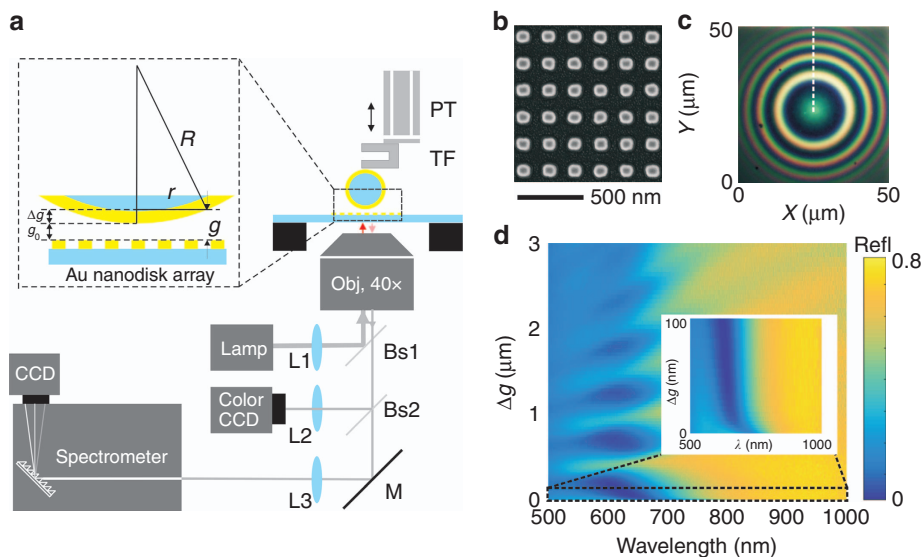 a
R
r
Δg
g0
g
Au nanodisk array
PT
TF
Obj, 40×
Lamp
L1
Bs1
CCD
Color
CCD
L2
Bs2
Spectrometer
L3
M
b
500 nm
c
50
Y (μm)
0
0
X (μm)
50
d
Refl
3
2
1
0
Δg (μm)
500
600
700
800
900
1000
Wavelength (nm)
100
Δg (nm)
0
500
λ (nm)
1000
0.8
0